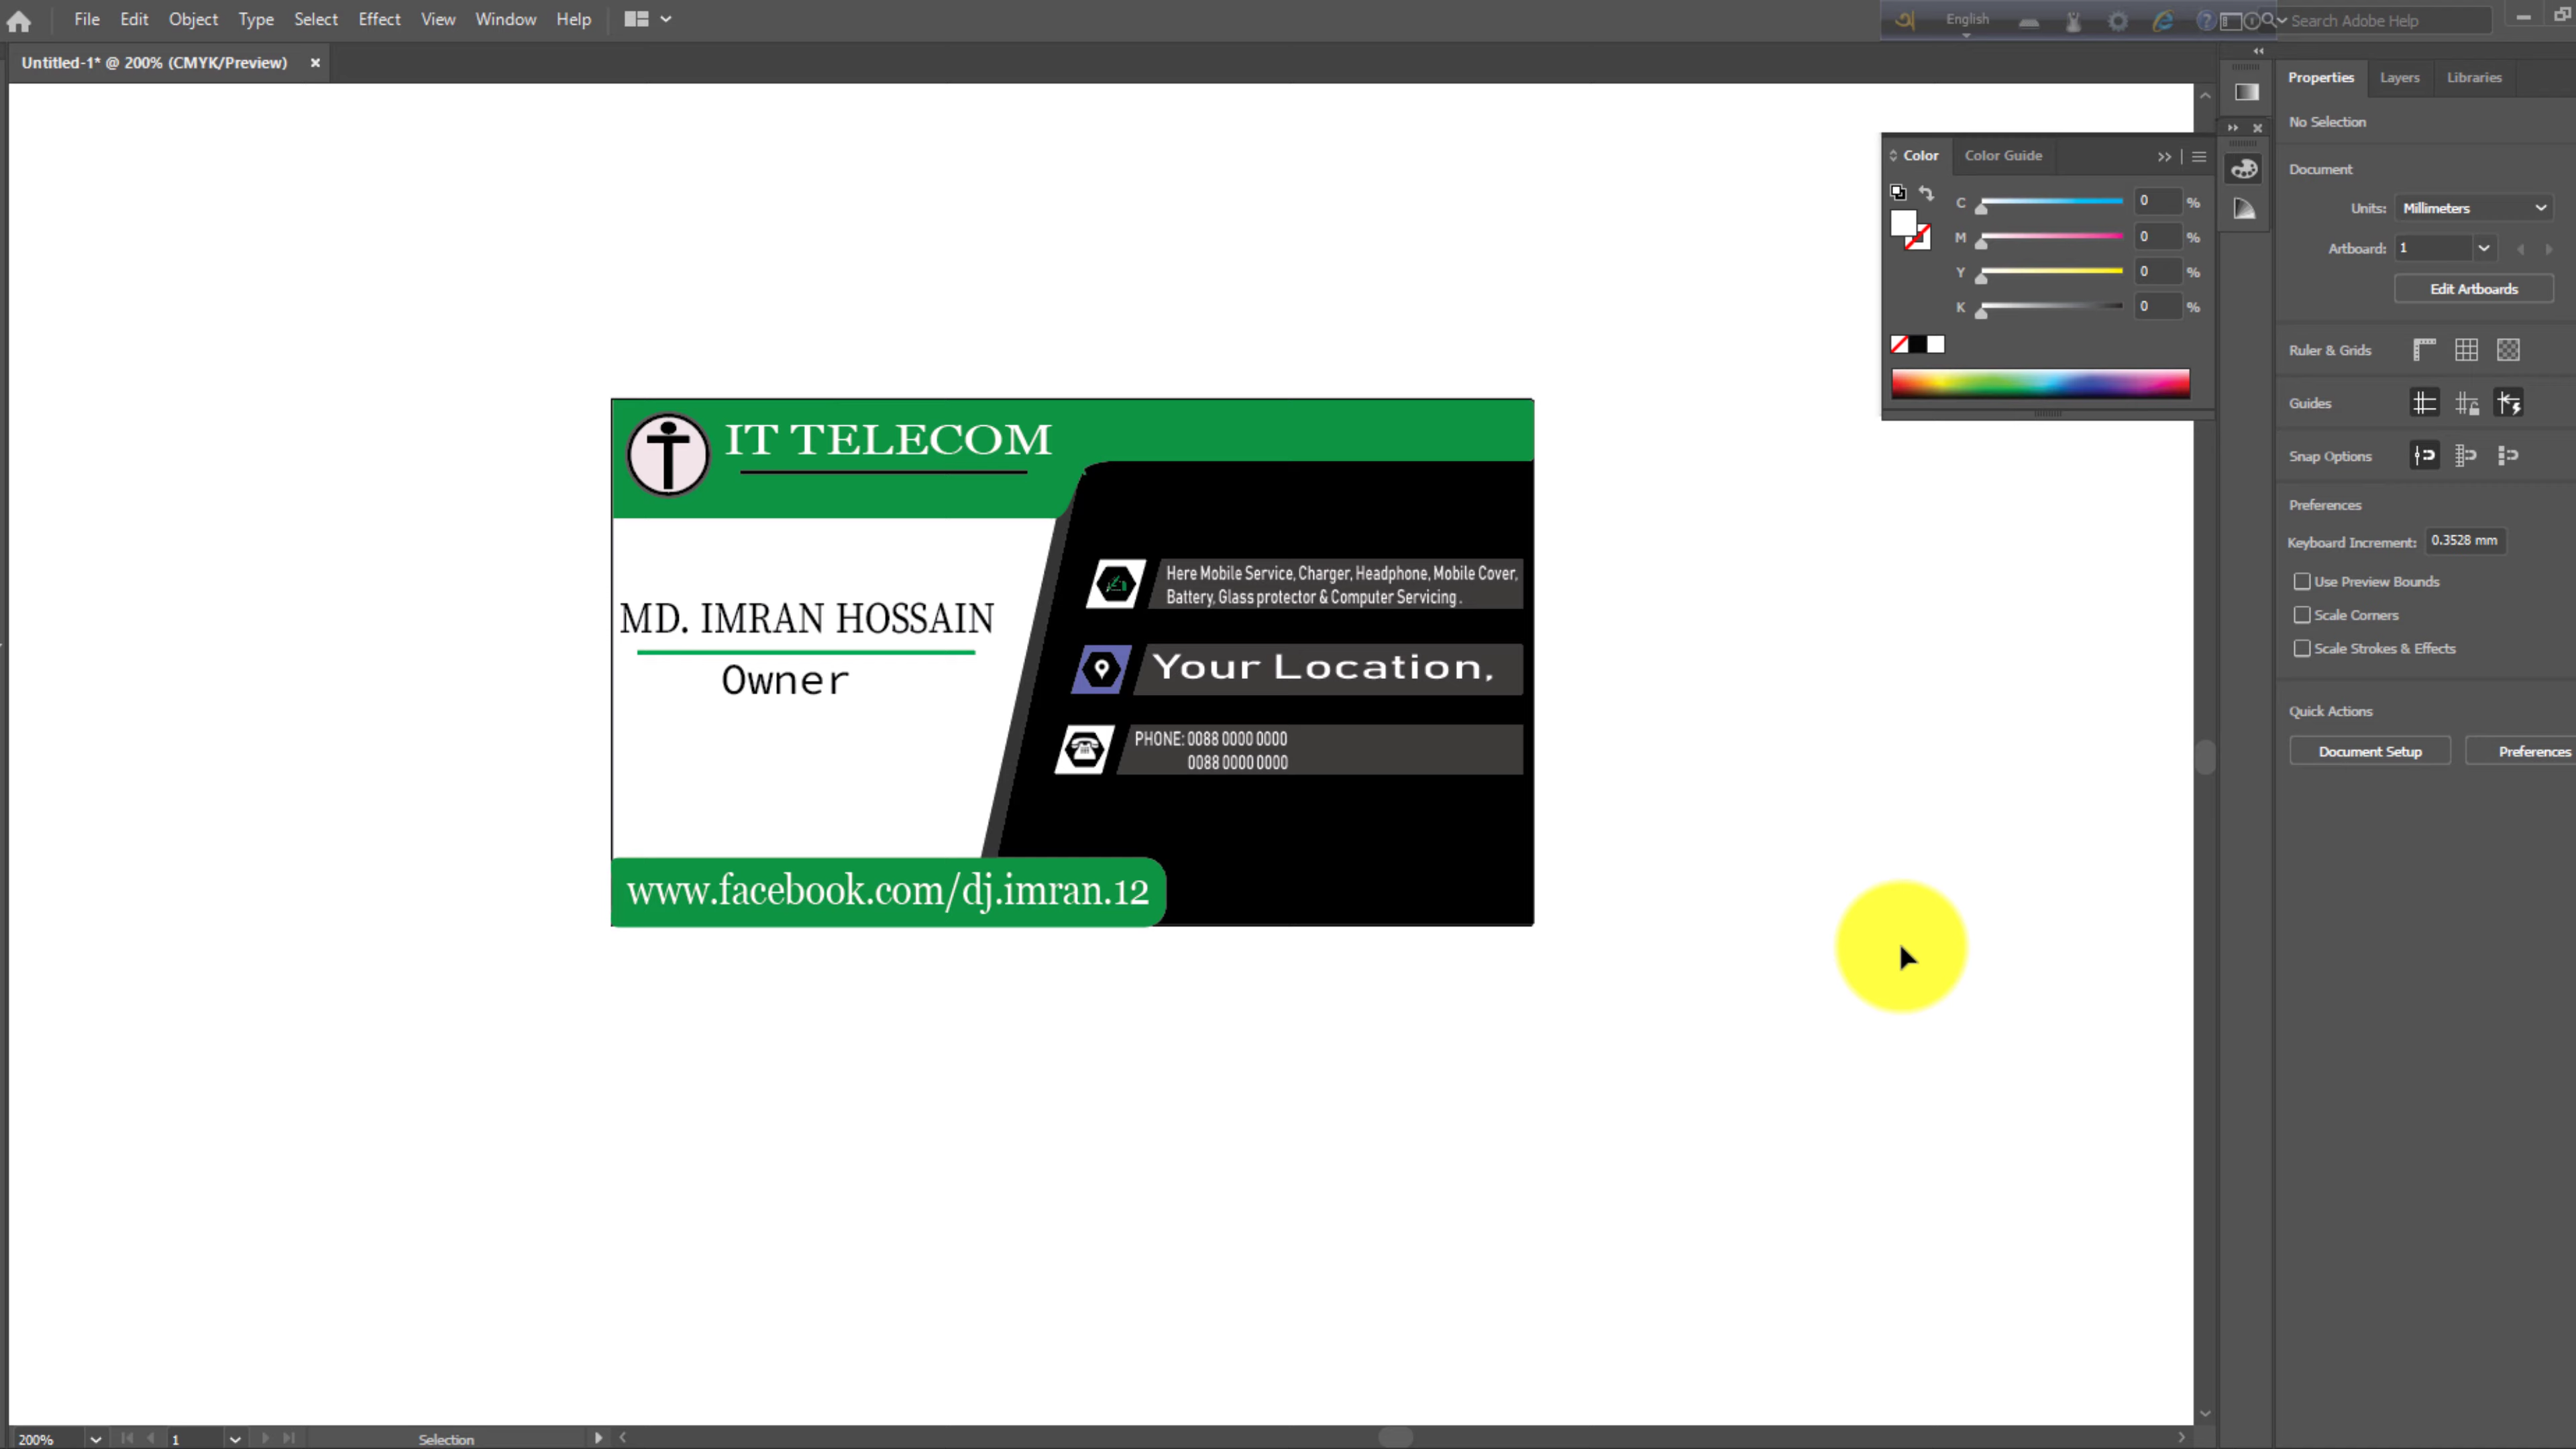 File Edit Object Type Select Effect View Window Help
English
Search Adobe Help
Untitled-1* @ 200% (CMYK/Preview) ×
Properties Layers Libraries
No Selection
Document
Units: Millimeters
Artboard: 1
Edit Artboards
Ruler & Grids
Guides
Snap Options
Preferences
Keyboard Increment: 0.3528 mm
Use Preview Bounds
Scale Corners
Scale Strokes & Effects
Quick Actions
Document Setup Preferences
Color Color Guide
C 0 %
M 0 %
Y 0 %
K 0 %
IT TELECOM
MD. IMRAN HOSSAIN
Owner
Here Mobile Service, Charger, Headphone, Mobile Cover,
Battery, Glass protector & Computer Servicing .
Your Location,
PHONE: 0088 0000 0000
0088 0000 0000
www.facebook.com/dj.imran.12
200% 1 Selection